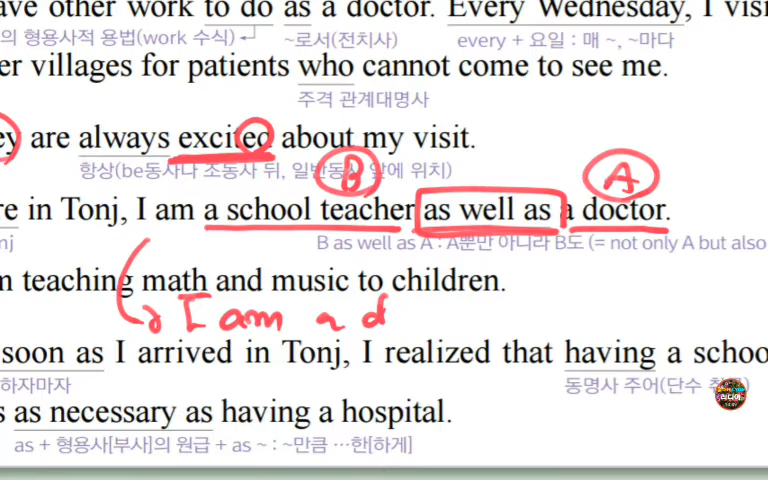 ave other work to do as a doctor. Every Wednesday, I visi
의 형용사적 용법(work 수식) ~로서(전치사) every + 요일 : 매 ~, ~마다
er villages for patients who cannot come to see me.
주격 관계대명사
ey are always excited about my visit.
항상(be동사나 조동사 뒤, 일반동사 앞에 위치)
B A
re in Tonj, I am a school teacher as well as a doctor.
nj B as well as A : A뿐만 아니라 B도 (= not only A but also
m teaching math and music to children.
I am a d
soon as I arrived in Tonj, I realized that having a schoo
하자마자 동명사 주어(단수
s as necessary as having a hospital.
as + 형용사[부사]의 원급 + as ~ : ~만큼 …한[하게]